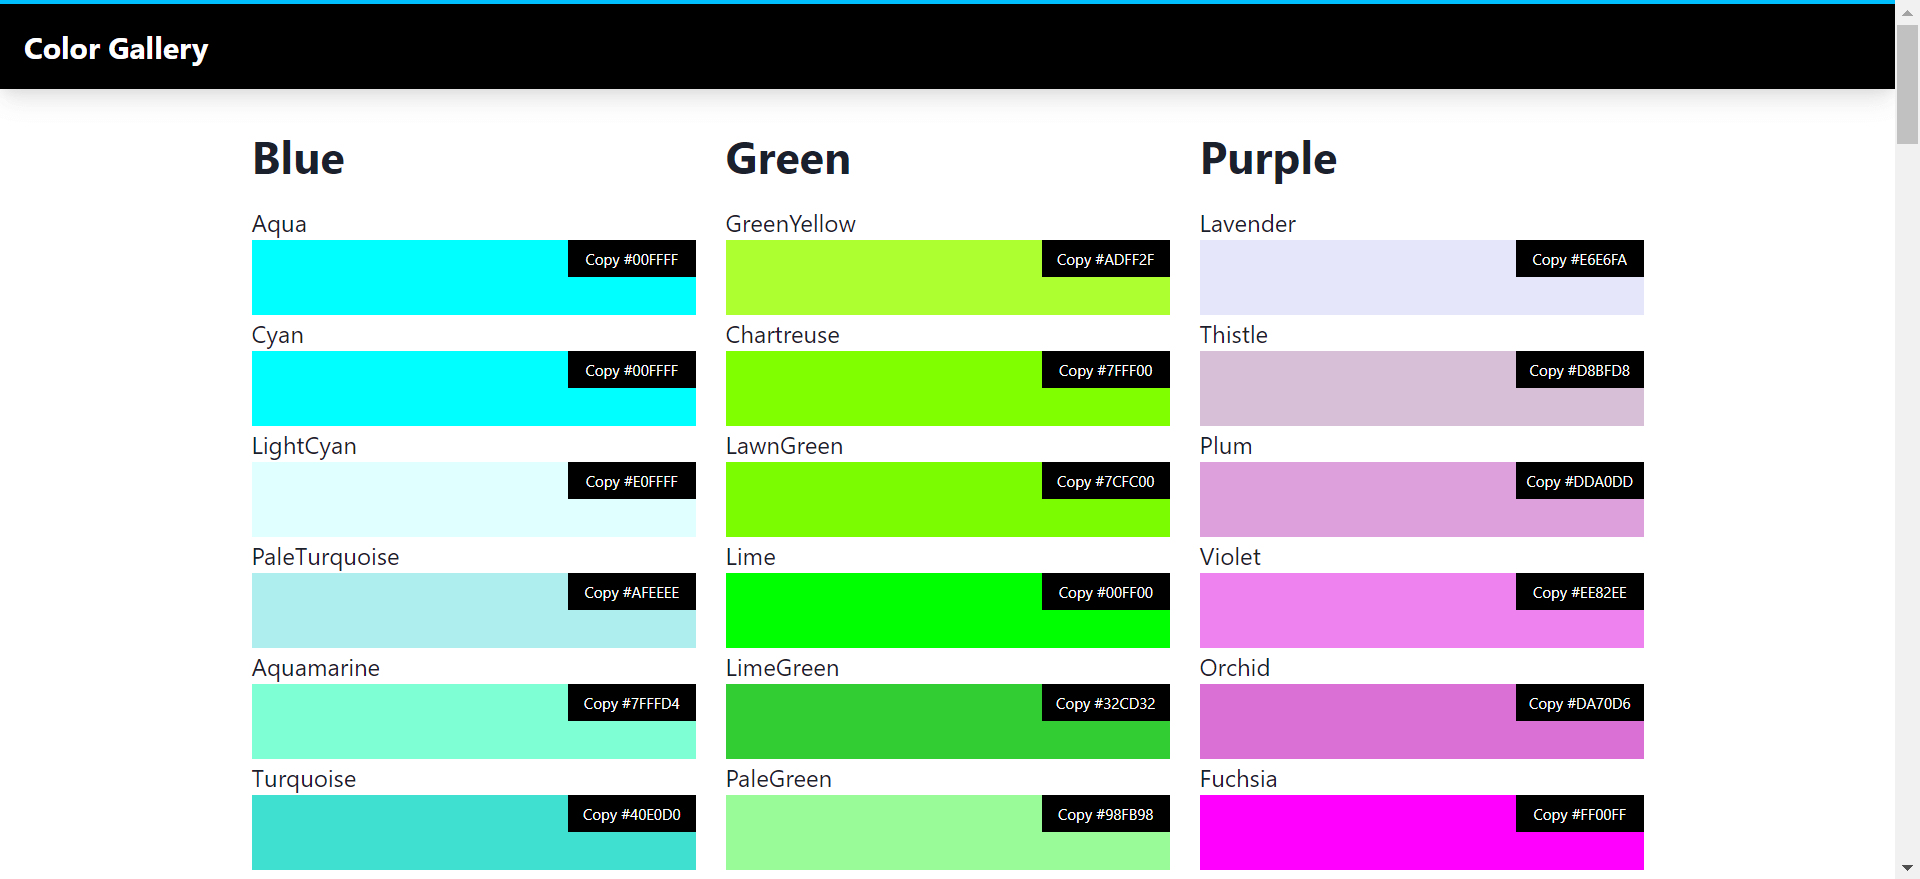 Color Gallery
Blue
Aqua
Copy #00FFFF
Cyan
Copy #00FFFF
LightCyan
Copy #E0FFFF
PaleTurquoise
Copy #AFEEEE
Aquamarine
Copy #7FFFD4
Turquoise
Copy #40E0D0
Green
GreenYellow
Copy #ADFF2F
Chartreuse
Copy #7FFF00
LawnGreen
Copy #7CFC00
Lime
Copy #00FF00
LimeGreen
Copy #32CD32
PaleGreen
Copy #98FB98
Purple
Lavender
Copy #E6E6FA
Thistle
Copy #D8BFD8
Plum
Copy #DDA0DD
Violet
Copy #EE82EE
Orchid
Copy #DA70D6
Fuchsia
Copy #FF00FF